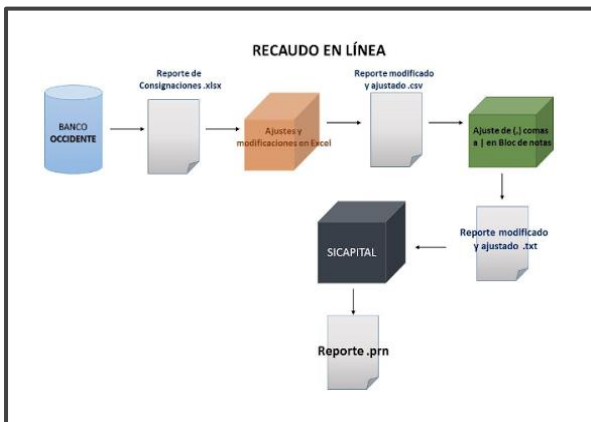 RECAUDO EN LÍNEA
Reporte de
Consignaciones .xlsx
Reporte modificado
y ajustado .csv
BANCO
OCCIDENTE
Ajustes y
modificaciones en Excel
Ajuste de (,) comas
a | en Bloc de notas
SICAPITAL
Reporte modificado
y ajustado .txt
Reporte .prn